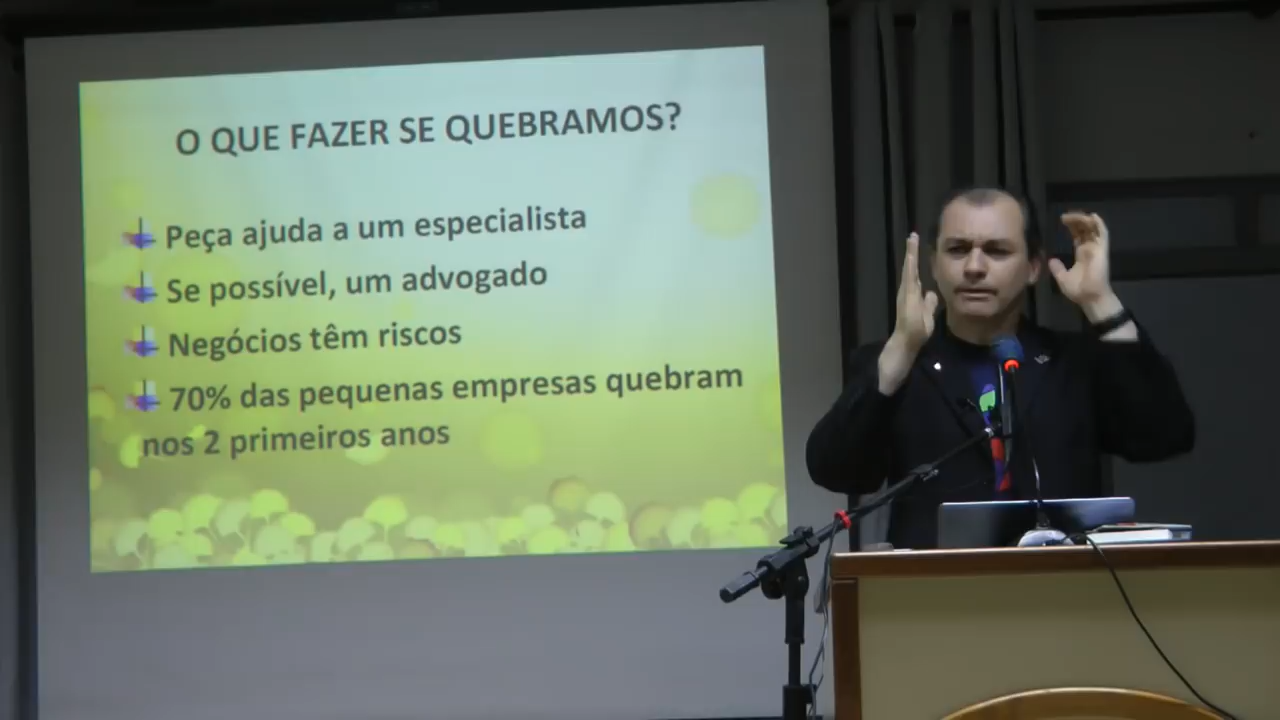 O QUE FAZER SE QUEBRAMOS?
Peça ajuda a um especialista
Se possível, um advogado
Negócios têm riscos
70% das pequenas empresas quebram
nos 2 primeiros anos